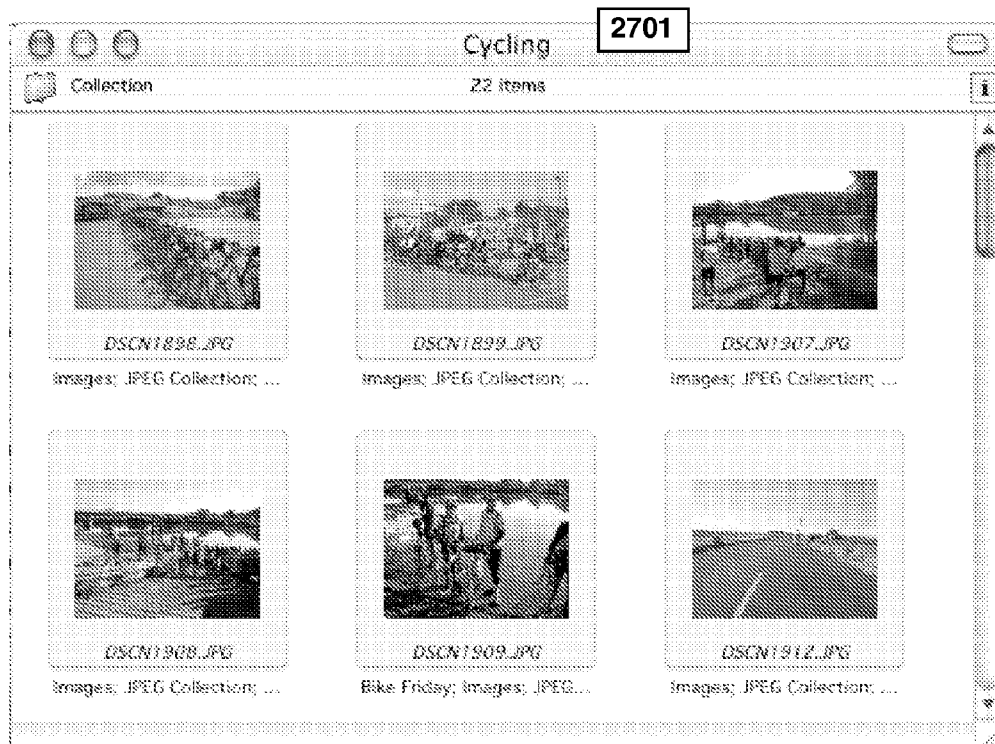 Cycling 2701
Collection 22 items i
DSCN1898.JPG DSCN1899.JPG DSCN1907.JPG
Images; JPEG Collection; ... Images; JPEG Collection; ... Images; JPEG Collection; ...
DSCN1908.JPG DSCN1909.JPG DSCN1912.JPG
Images; JPEG Collection; ... Bike Friday; Images; JPEG... Images; JPEG Collection; ...